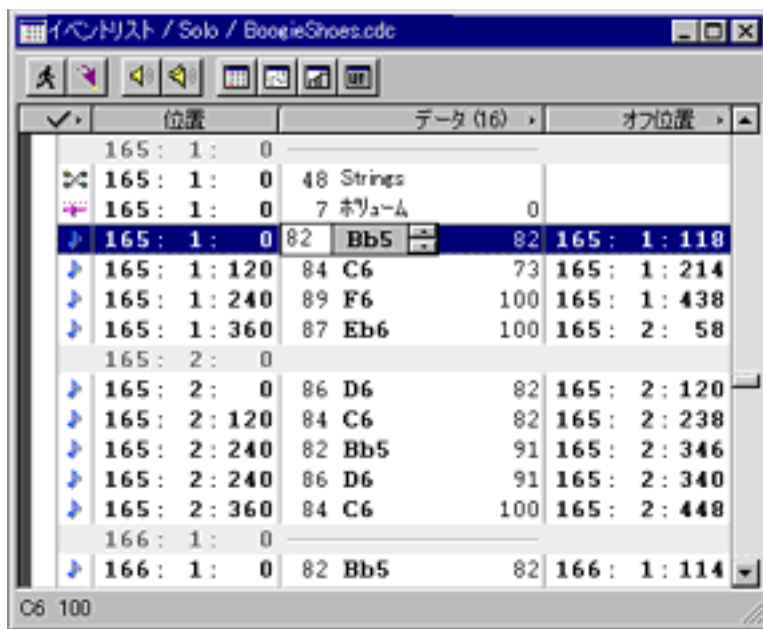 イベントリスト / Solo / BoogieShoes.cdc
UT
位置 データ (16) オフ位置
165: 1: 0
165: 1: 0 48 Strings
165: 1: 0 7 ボリューム 0
165: 1: 0 82 Bb5 82 165: 1:118
165: 1:120 84 C6 73 165: 1:214
165: 1:240 89 F6 100 165: 1:438
165: 1:360 87 Eb6 100 165: 2: 58
165: 2: 0
165: 2: 0 86 D6 82 165: 2:120
165: 2:120 84 C6 82 165: 2:238
165: 2:240 82 Bb5 91 165: 2:346
165: 2:240 86 D6 91 165: 2:340
165: 2:360 84 C6 100 165: 2:448
166: 1: 0
166: 1: 0 82 Bb5 82 166: 1:114
C6 100